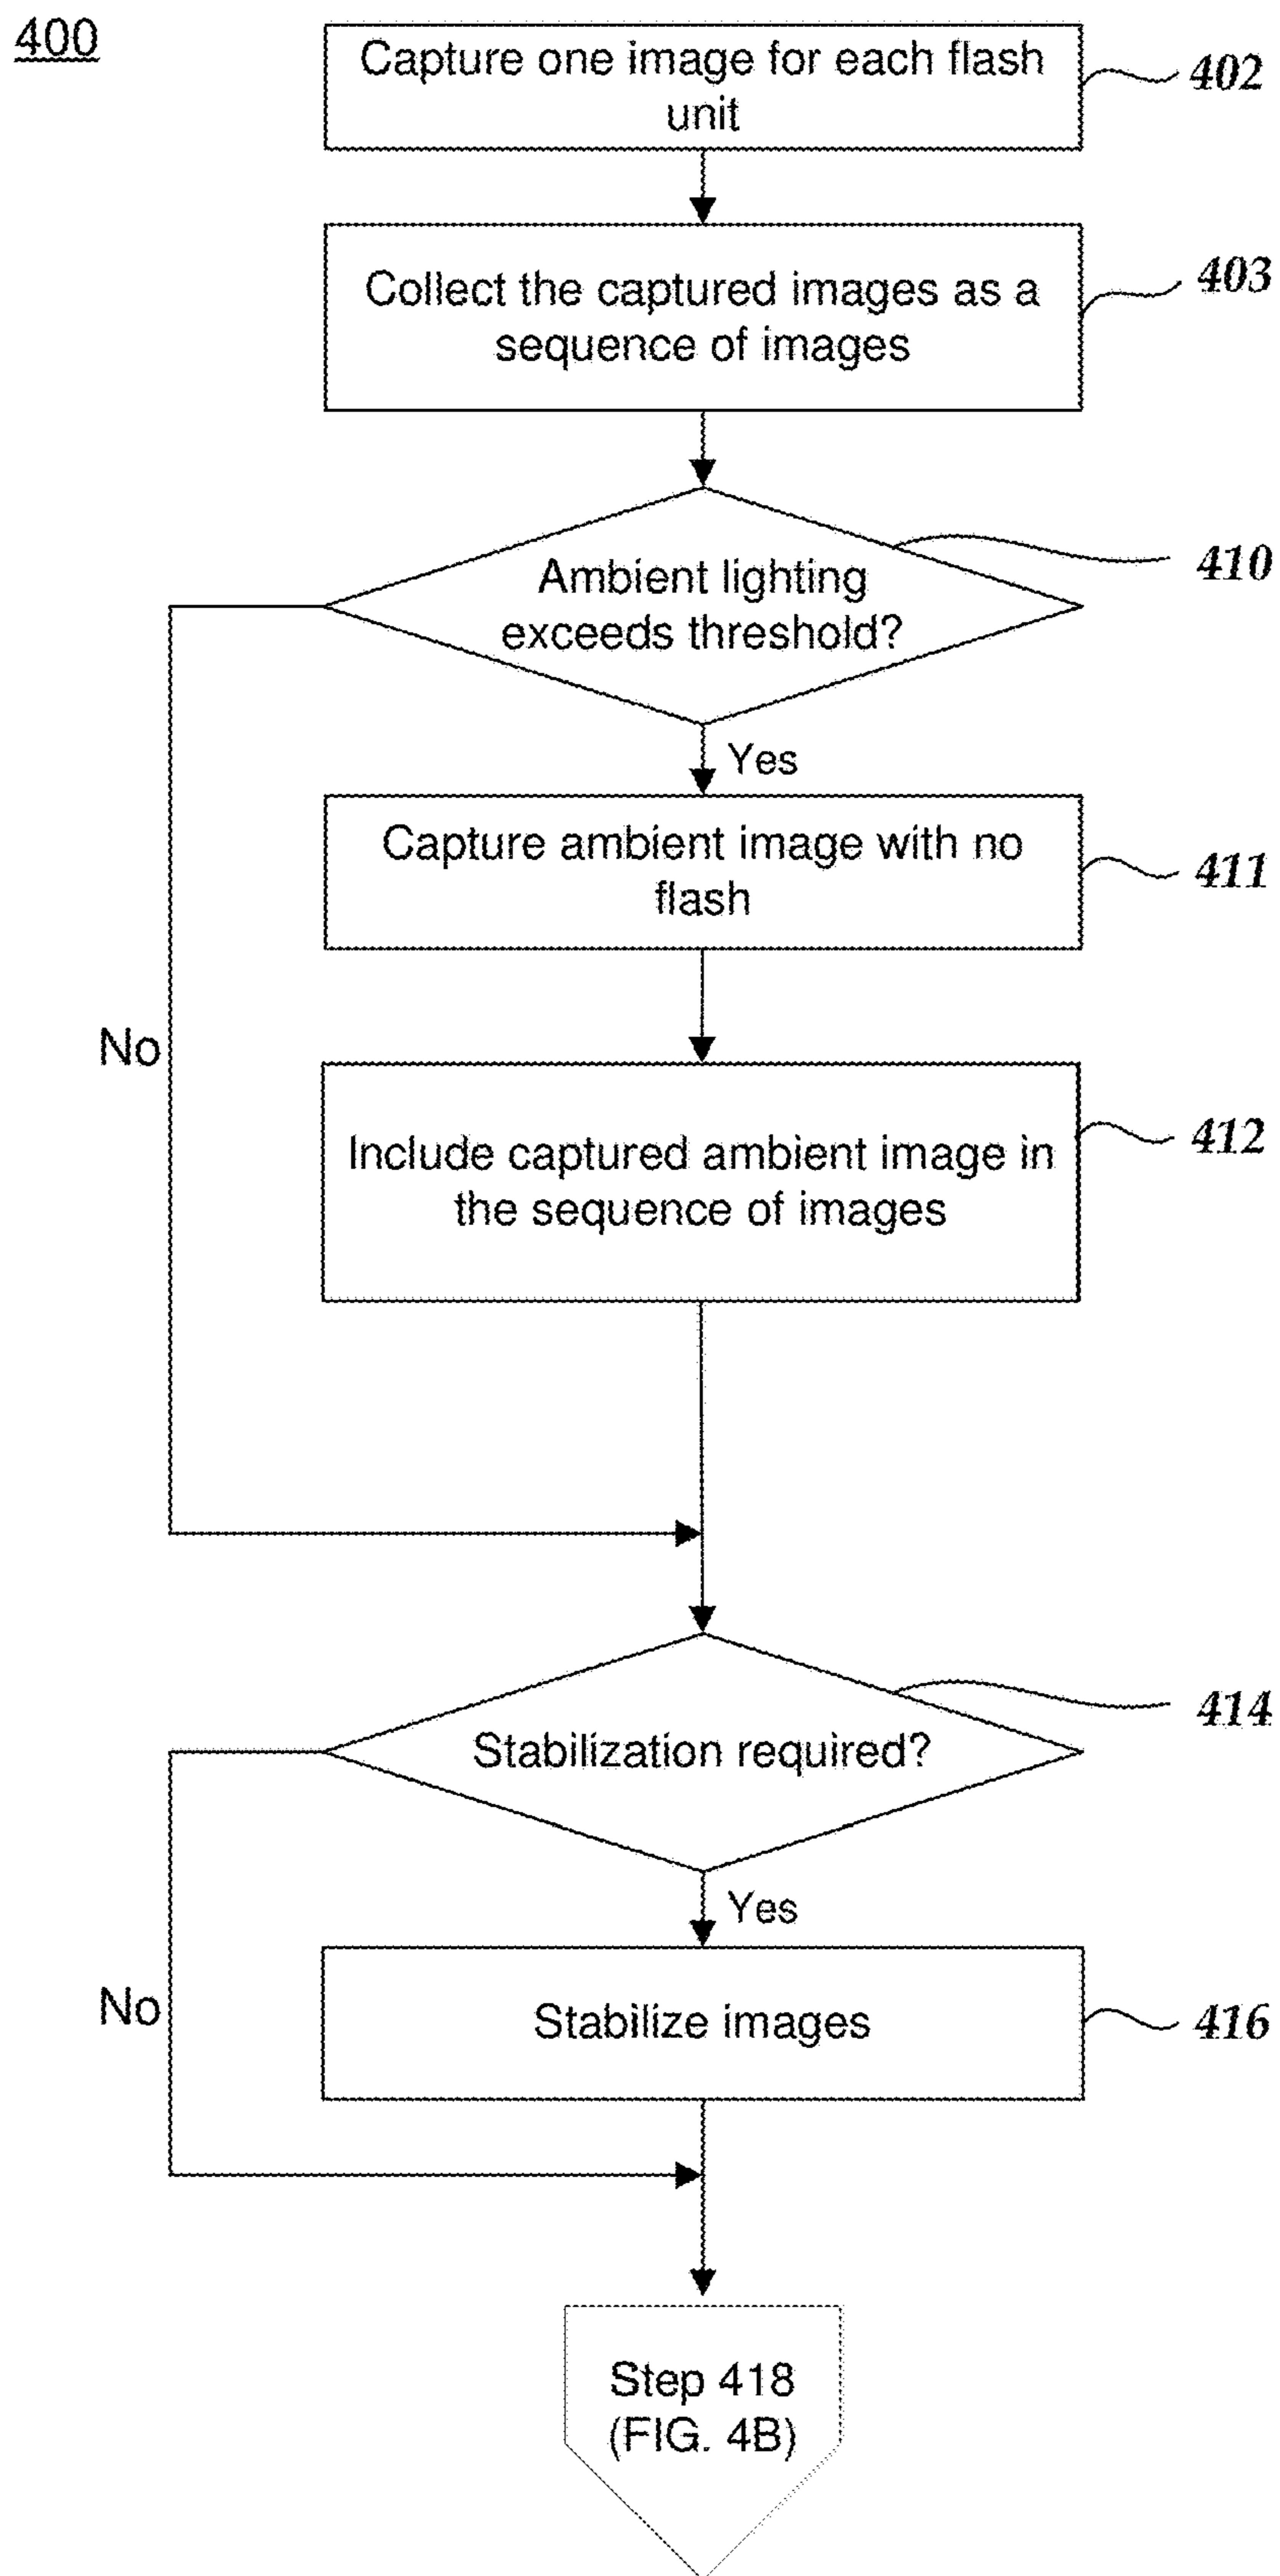 400
Capture one image for each flash
unit
402
Collect the captured images as a
sequence of images
403
Ambient lighting
exceeds threshold?
410
Yes
Capture ambient image with no
flash
411
No
Include captured ambient image in
the sequence of images
412
Stabilization required?
414
Yes
No
Stabilize images
416
Step 418
(FIG. 4B)